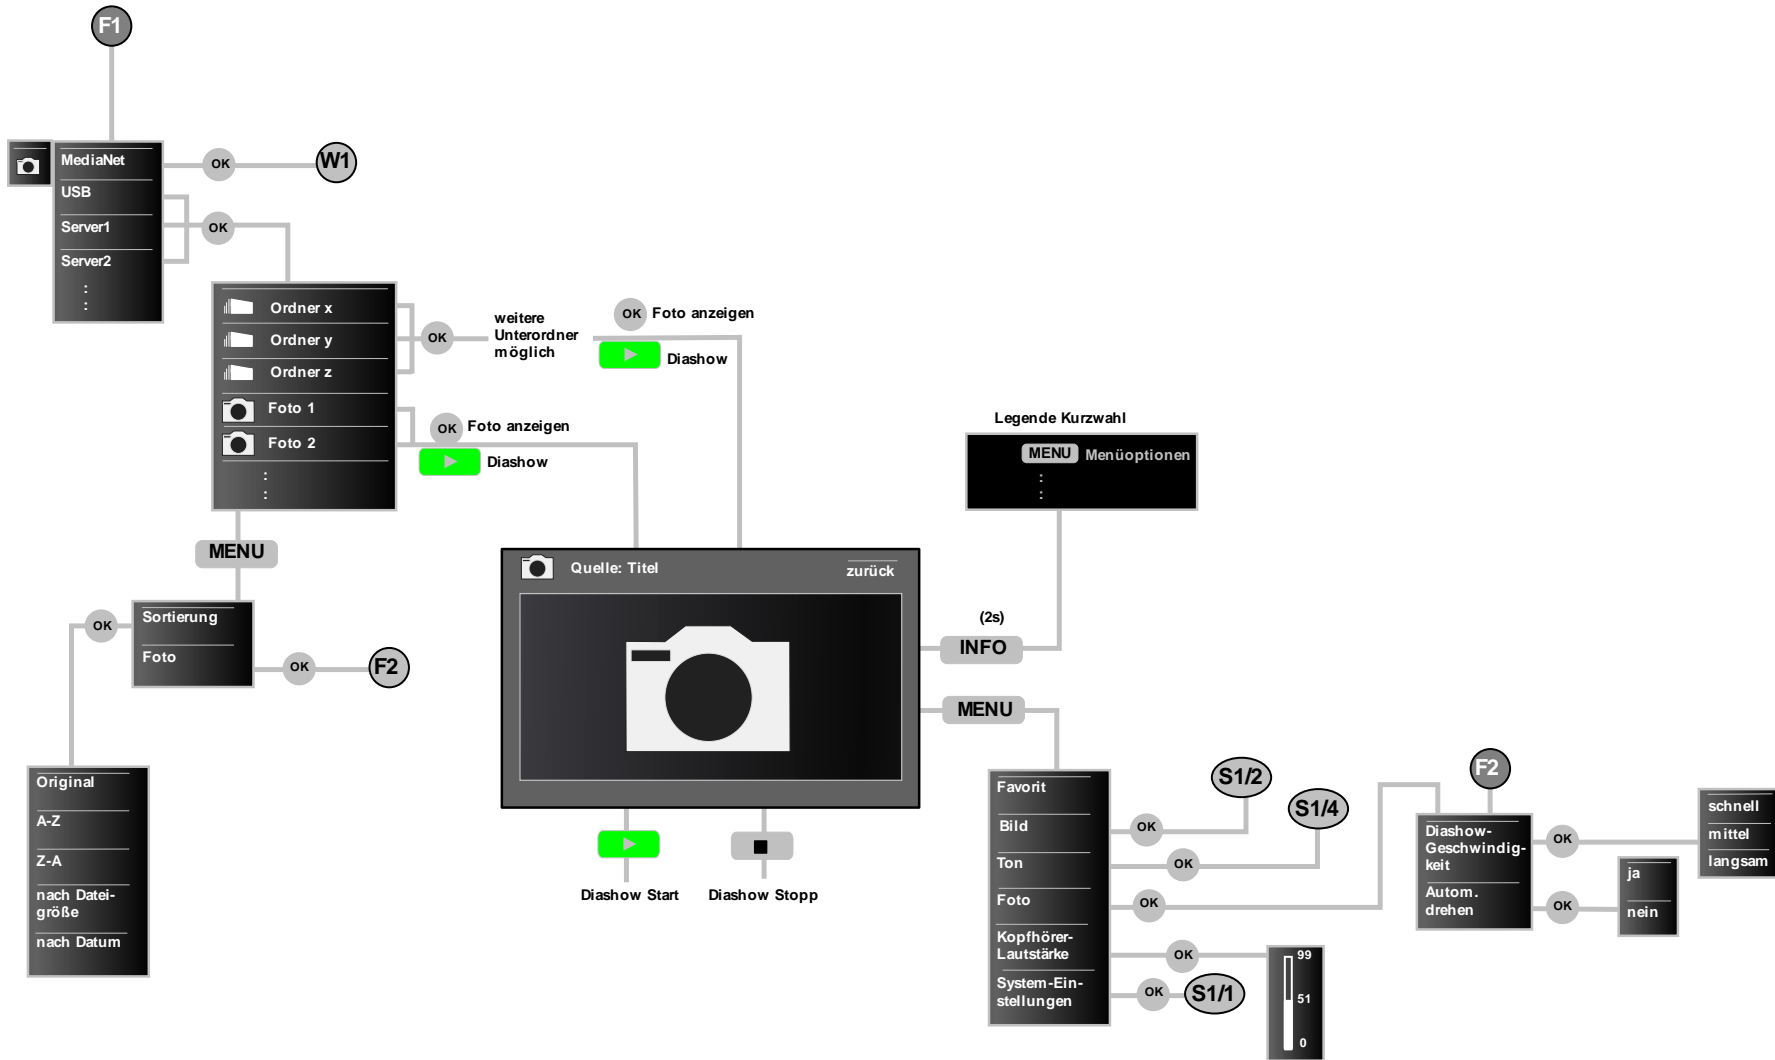 F1
MediaNet
OK
W1
USB
Server1
OK
Server2
:
:
Ordner x
Ordner y
Ordner z
Foto 1
Foto 2
:
:
OK
weitere
Unterordner
möglich
OK Foto anzeigen
Diashow
OK Foto anzeigen
Diashow
MENU
Sortierung
Foto
OK
OK
F2
Original
A-Z
Z-A
nach Datei-
größe
nach Datum
Quelle: Titel
zurück
Diashow Start
Diashow Stopp
Legende Kurzwahl
MENU Menüoptionen
:
:
(2s)
INFO
MENU
Favorit
Bild
Ton
Foto
Kopfhörer-
Lautstärke
System-Ein-
stellungen
OK
S1/2
OK
S1/4
OK
OK
OK
S1/1
99
51
0
F2
Diashow-
Geschwindig-
keit
Autom.
drehen
OK
schnell
mittel
langsam
OK
ja
nein